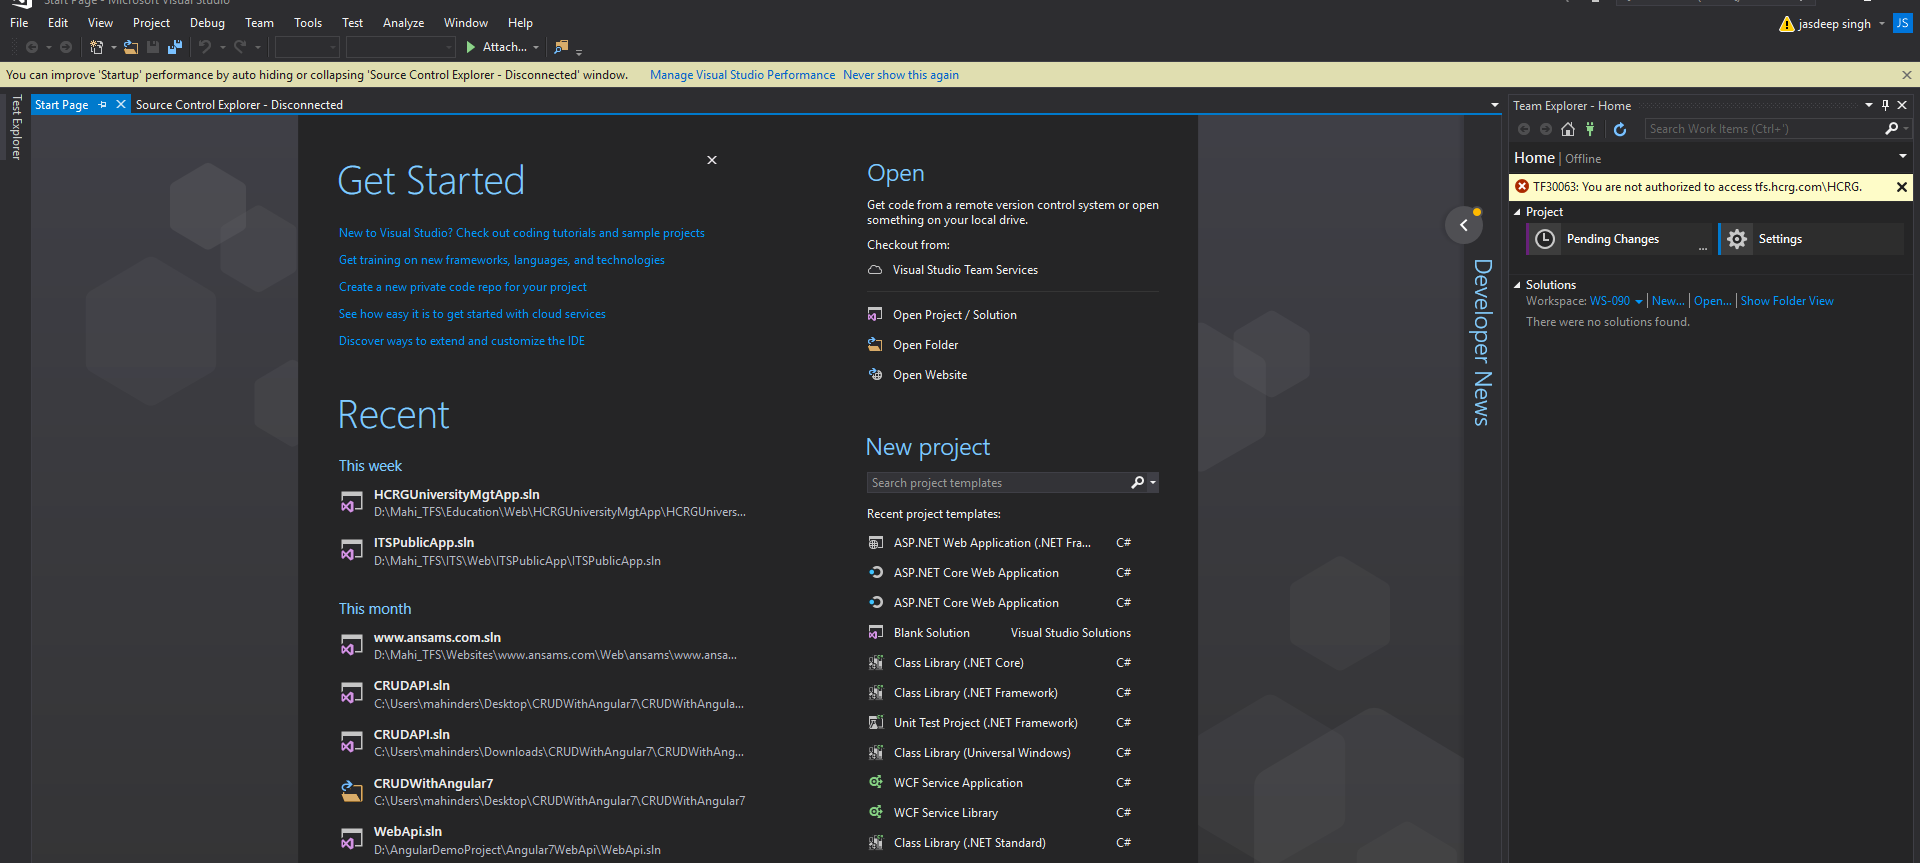 Start Page - Microsoft Visual Studio
File Edit View Project Debug Team Tools Test Analyze Window Help
jasdeep singh JS
Attach...
You can improve 'Startup' performance by auto hiding or collapsing 'Source Control Explorer - Disconnected' window. Manage Visual Studio Performance Never show this again
Test Explorer
Start Page Source Control Explorer - Disconnected
Get Started
New to Visual Studio? Check out coding tutorials and sample projects
Get training on new frameworks, languages, and technologies
Create a new private code repo for your project
See how easy it is to get started with cloud services
Discover ways to extend and customize the IDE
Recent
This week
HCRGUniversityMgtApp.sln
D:\Mahi_TFS\Education\Web\HCRGUniversityMgtApp\HCRGUnivers...
ITSPublicApp.sln
D:\Mahi_TFS\ITS\Web\ITSPublicApp\ITSPublicApp.sln
This month
www.ansams.com.sln
D:\Mahi_TFS\Websites\www.ansams.com\Web\ansams\www.ansa...
CRUDAPI.sln
C:\Users\mahinders\Desktop\CRUDWithAngular7\CRUDWithAngula...
CRUDAPI.sln
C:\Users\mahinders\Downloads\CRUDWithAngular7\CRUDWithAng...
CRUDWithAngular7
C:\Users\mahinders\Desktop\CRUDWithAngular7\CRUDWithAngular7
WebApi.sln
D:\AngularDemoProject\Angular7WebApi\WebApi.sln
Open
Get code from a remote version control system or open
something on your local drive.
Checkout from:
Visual Studio Team Services
Open Project / Solution
Open Folder
Open Website
New project
Search project templates
Recent project templates:
ASP.NET Web Application (.NET Fra... C#
ASP.NET Core Web Application C#
ASP.NET Core Web Application C#
Blank Solution Visual Studio Solutions
Class Library (.NET Core) C#
Class Library (.NET Framework) C#
Unit Test Project (.NET Framework) C#
Class Library (Universal Windows) C#
WCF Service Application C#
WCF Service Library C#
Class Library (.NET Standard) C#
Developer News
Team Explorer - Home
Search Work Items (Ctrl+')
Home | Offline
TF30063: You are not authorized to access tfs.hcrg.com\HCRG.
Project
Pending Changes ...
Settings
Solutions
Workspace: WS-090 | New... | Open... | Show Folder View
There were no solutions found.